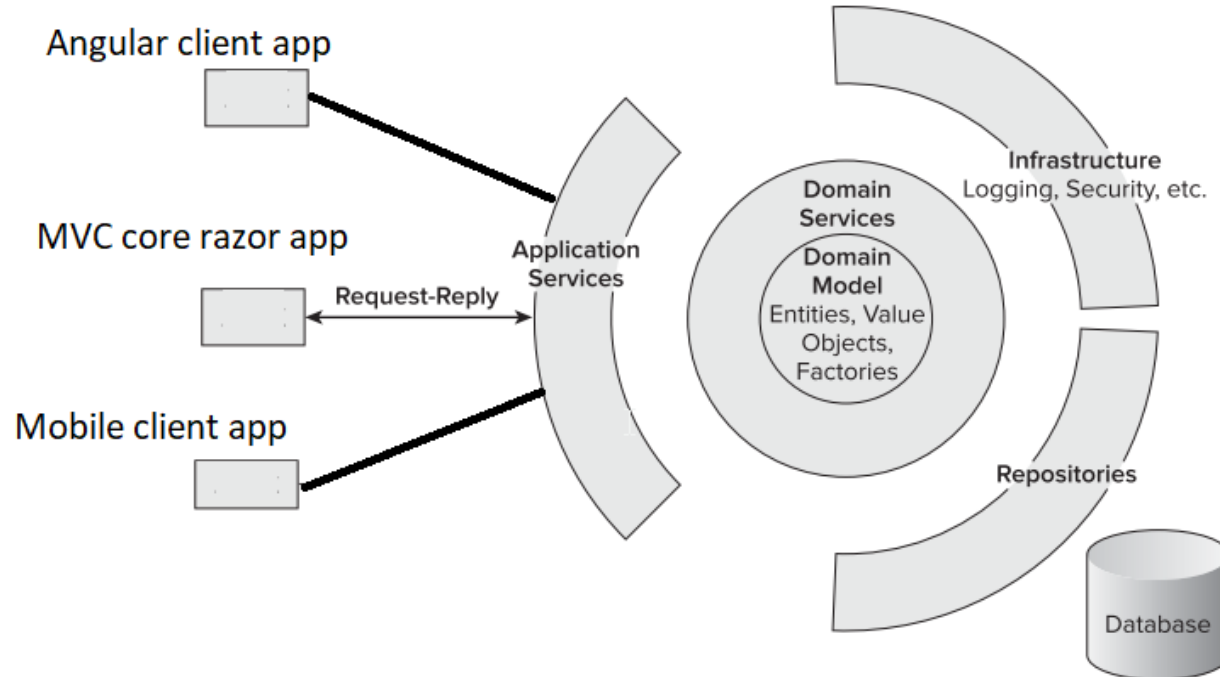 Angular client app
MVC core razor app
Request-Reply
Mobile client app
Application
Services
Domain
Services
Domain
Model
Entities, Value
Objects,
Factories
Infrastructure
Logging, Security, etc.
Repositories
Database